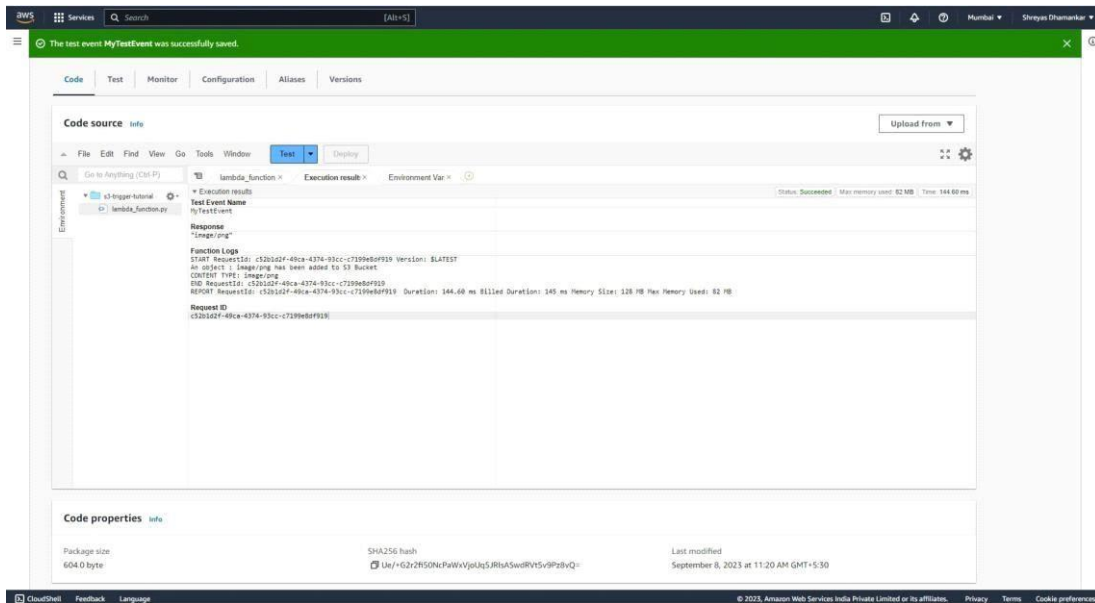 aws
Services
Search
[Alt+S]
Mumbai ▼
Shreyas Dhamankar ▼
The test event MyTestEvent was successfully saved.
Code
Test
Monitor
Configuration
Aliases
Versions
Code source Info
Upload from ▼
File Edit Find View Go Tools Window
Test
Deploy
Go to Anything (Ctrl-P)
lambda_function ×
Execution result: ×
Environment Var ×
Environment
s3-trigger-tutorial
lambda_function.py
Execution results
Status: Succeeded
Max memory used: 82 MB
Time: 144.60 ms
Test Event Name
MyTestEvent
Response
"image/png"
Function Logs
START RequestId: c52b1d2f-49ca-4374-93cc-c7199e8df919 Version: $LATEST
An object : image/png has been added to S3 Bucket
CONTENT TYPE: image/png
END RequestId: c52b1d2f-49ca-4374-93cc-c7199e8df919
REPORT RequestId: c52b1d2f-49ca-4374-93cc-c7199e8df919 Duration: 144.60 ms Billed Duration: 145 ms Memory Size: 128 MB Max Memory Used: 82 MB
Request ID
c52b1d2f-49ca-4374-93cc-c7199e8df919
Code properties Info
Package size
604.0 byte
SHA256 hash
Last modified
September 8, 2023 at 11:20 AM GMT+5:30
CloudShell
Feedback
Language
© 2023, Amazon Web Services India Private Limited or its affiliates.
Privacy
Terms
Cookie preferences